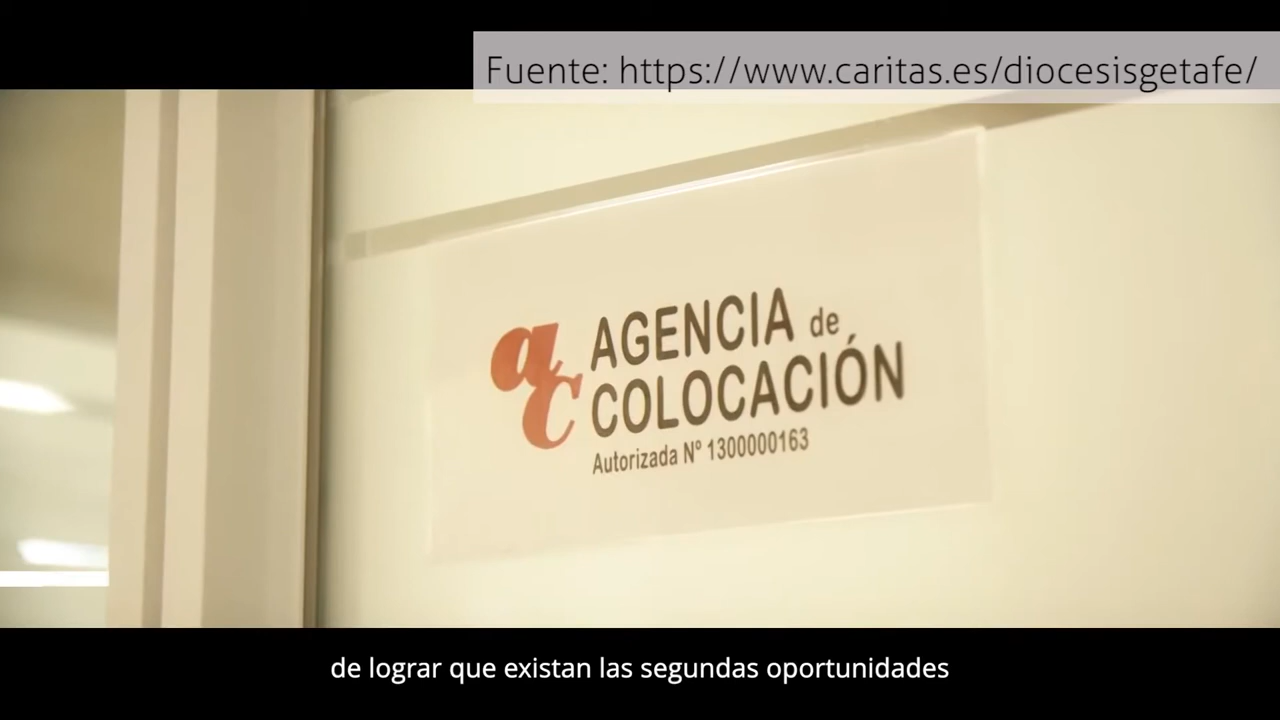 Fuente: https://www.caritas.es/diocesisgetafe/
ac
AGENCIA de
COLOCACIÓN
Autorizada Nº 1300000163
de lograr que existan las segundas oportunidades